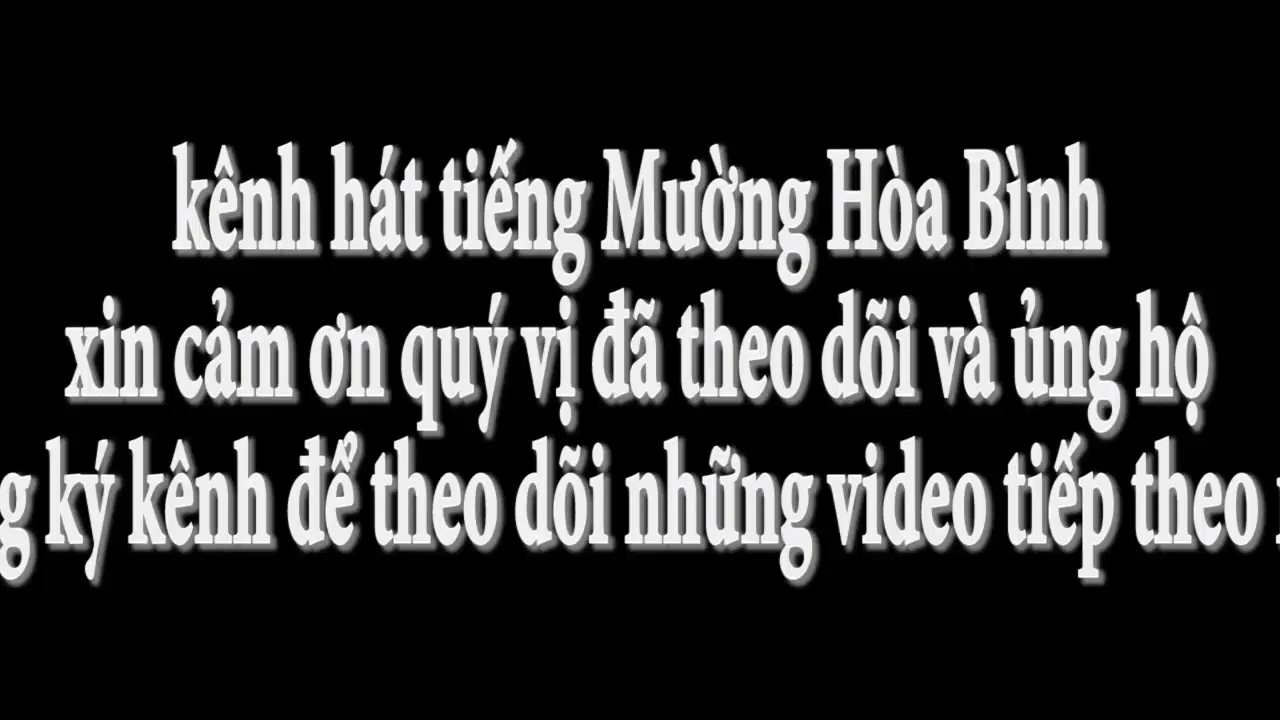 kênh hát tiếng Mường Hòa Bình
xin cảm ơn quý vị đã theo dõi và ủng hộ
ký kênh để theo dõi những video tiếp theo